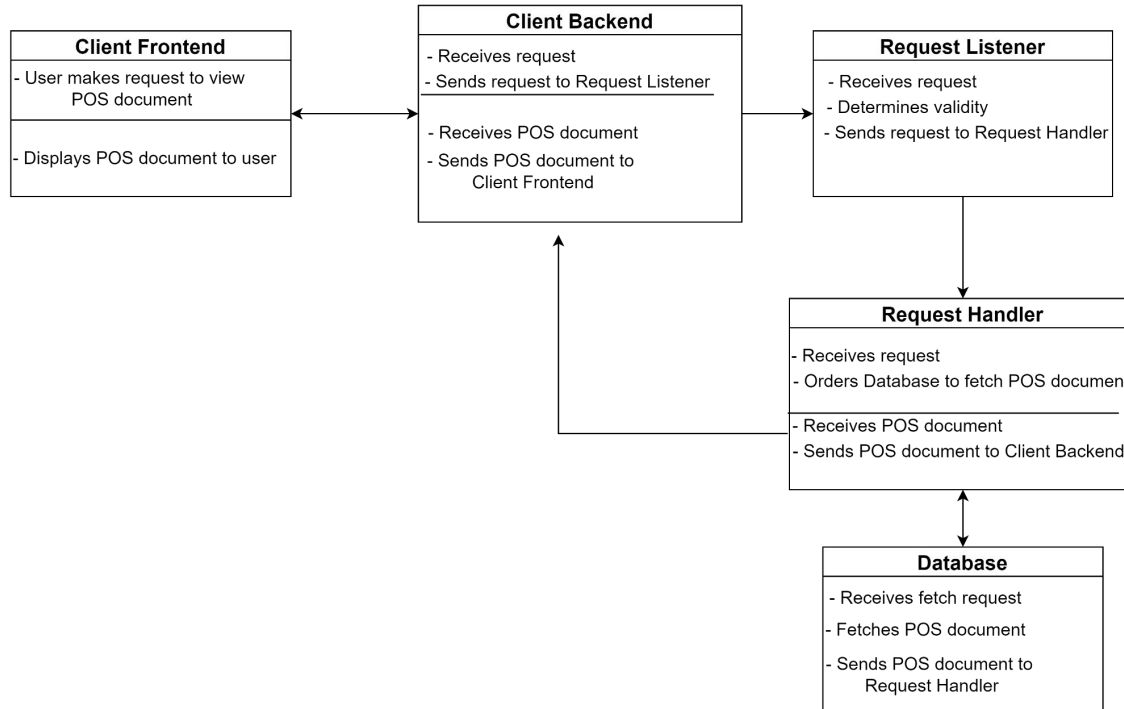 Client Frontend
- User makes request to view
POS document
- Displays POS document to user
Client Backend
- Receives request
- Sends request to Request Listener
- Receives POS document
- Sends POS document to
Client Frontend
Request Listener
- Receives request
- Determines validity
- Sends request to Request Handler
Request Handler
- Receives request
- Orders Database to fetch POS documen
- Receives POS document
- Sends POS document to Client Backend
Database
- Receives fetch request
- Fetches POS document
- Sends POS document to
Request Handler